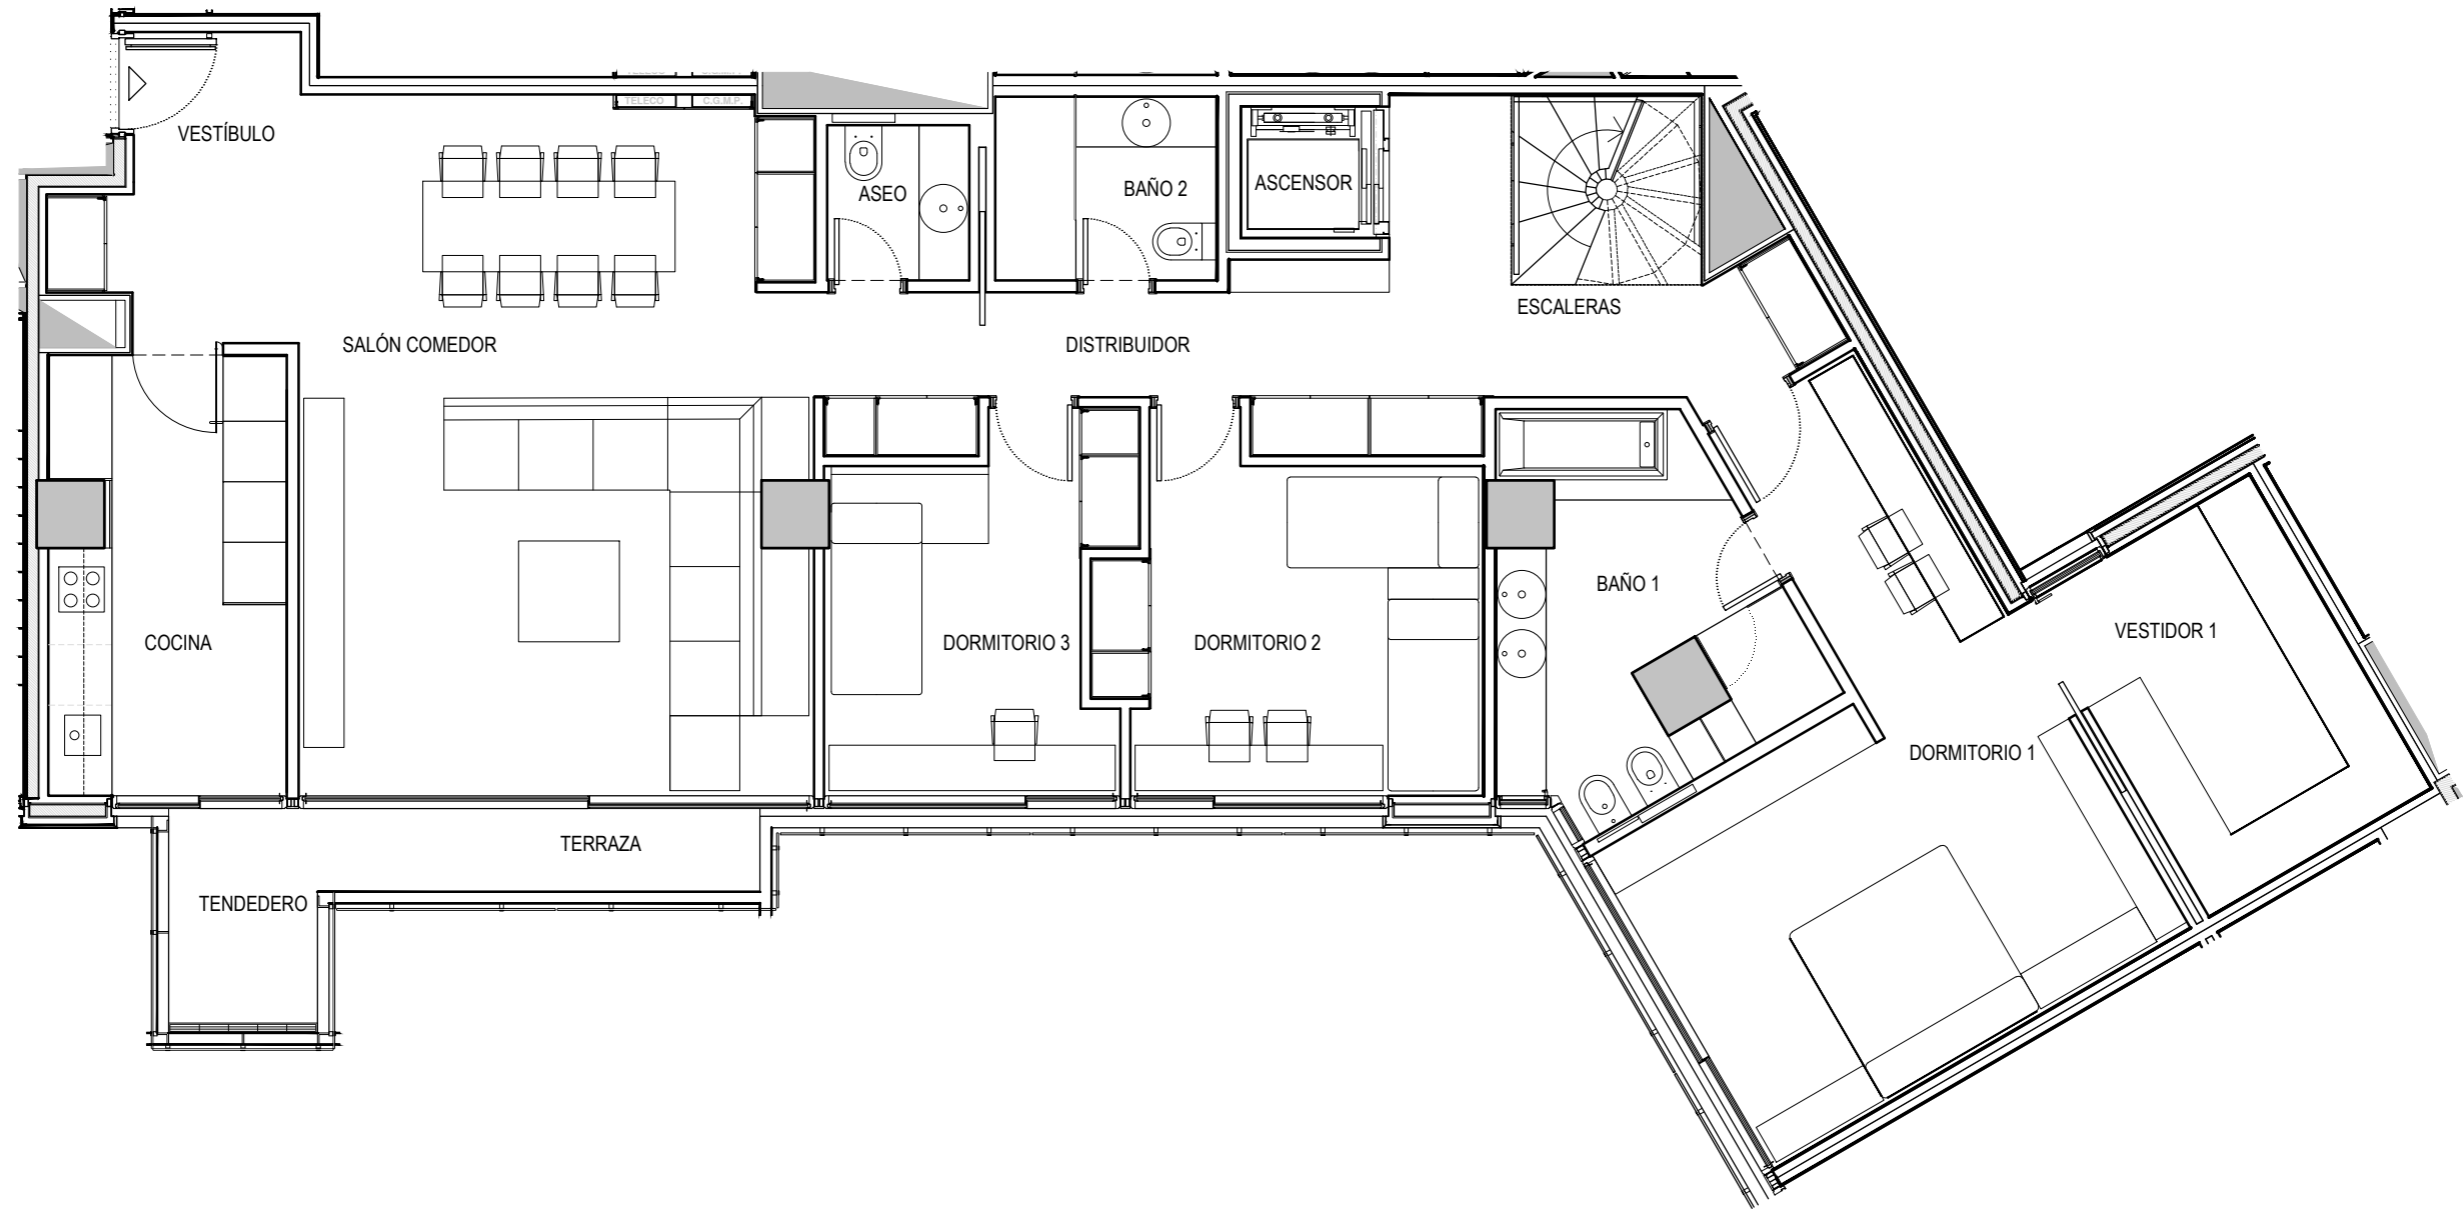 TELECO
C.G.M.P.
VESTÍBULO
ASEO
BAÑO 2
ASCENSOR
ESCALERAS
SALÓN COMEDOR
DISTRIBUIDOR
BAÑO 1
COCINA
DORMITORIO 3
DORMITORIO 2
VESTIDOR 1
DORMITORIO 1
TERRAZA
TENDEDERO